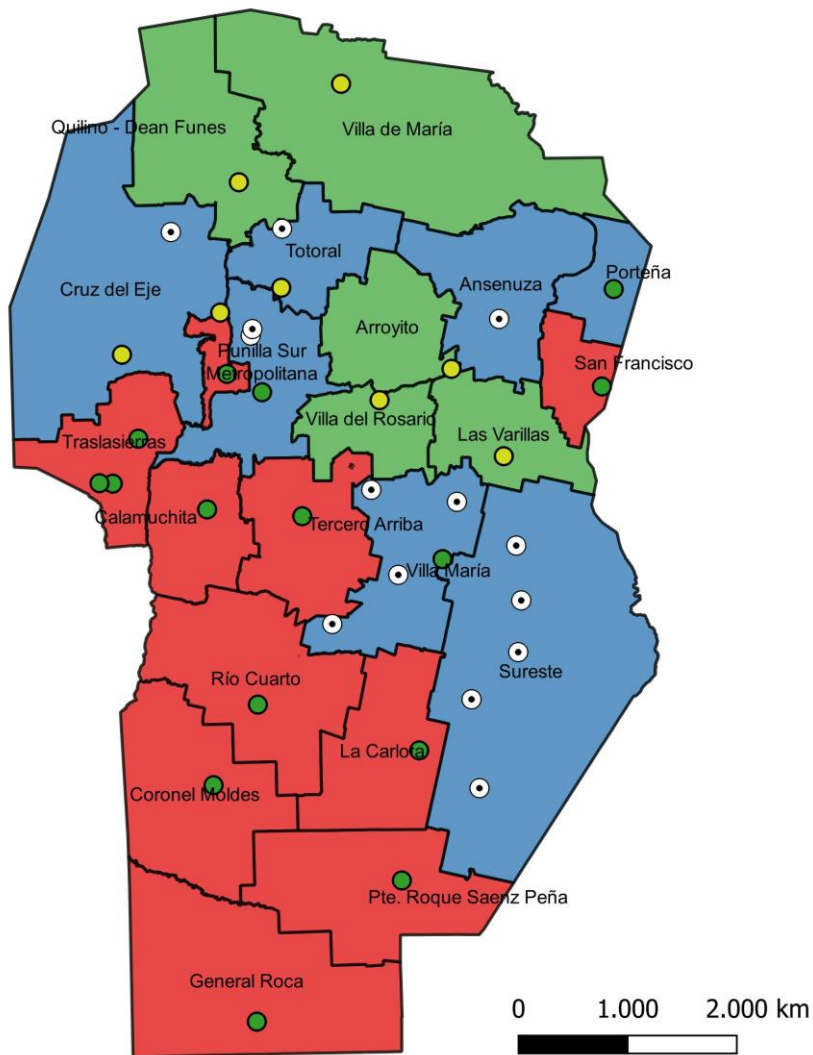 Quilino - Dean Funes
Villa de María
Totoral
Porteña
Cruz del Eje
Ansenuza
Arroyito
Punilla Sur
San Francisco
Metropolitana
Villa del Rosario
Las Varillas
Traslasierras
Calamuchita
Tercero Arriba
Villa María
Sureste
Río Cuarto
La Carlota
Coronel Moldes
Pte. Roque Saenz Peña
General Roca
0 1.000 2.000 km